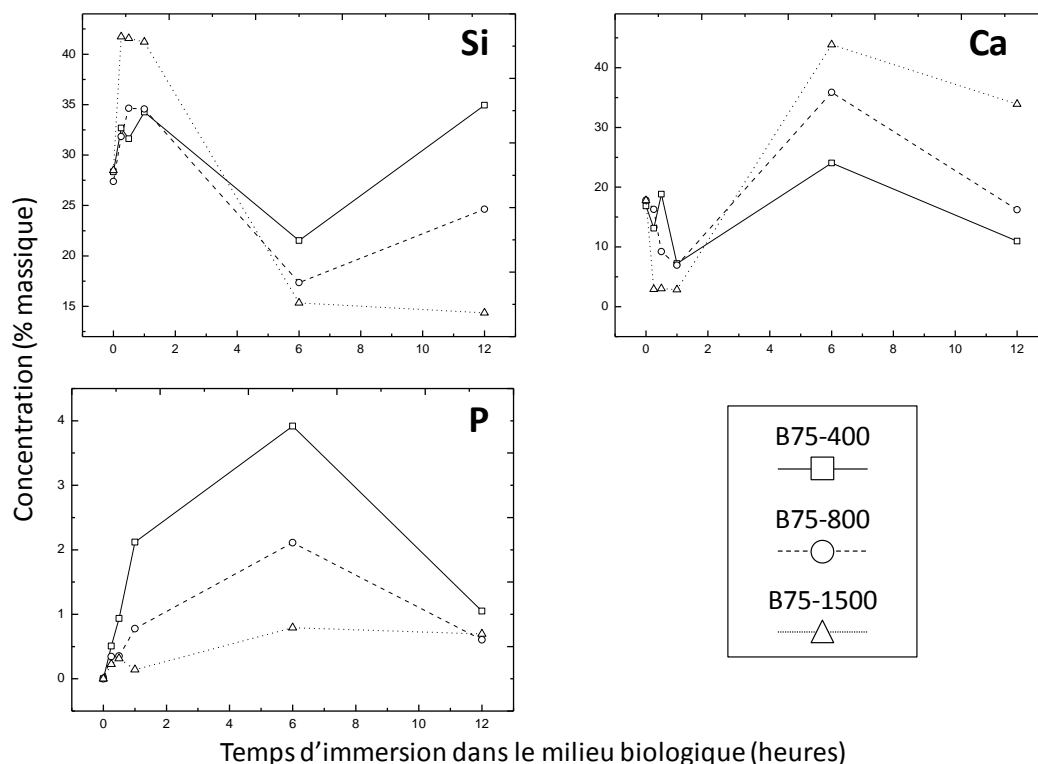 Si
40
35
30
25
20
15
0 2 4 6 8 10 12
Ca
40
30
20
10
0
0 2 4 6 8 10 12
P
4
3
2
1
0
0 2 4 6 8 10 12
Concentration (% massique)
Temps d’immersion dans le milieu biologique (heures)
B75-400
B75-800
B75-1500